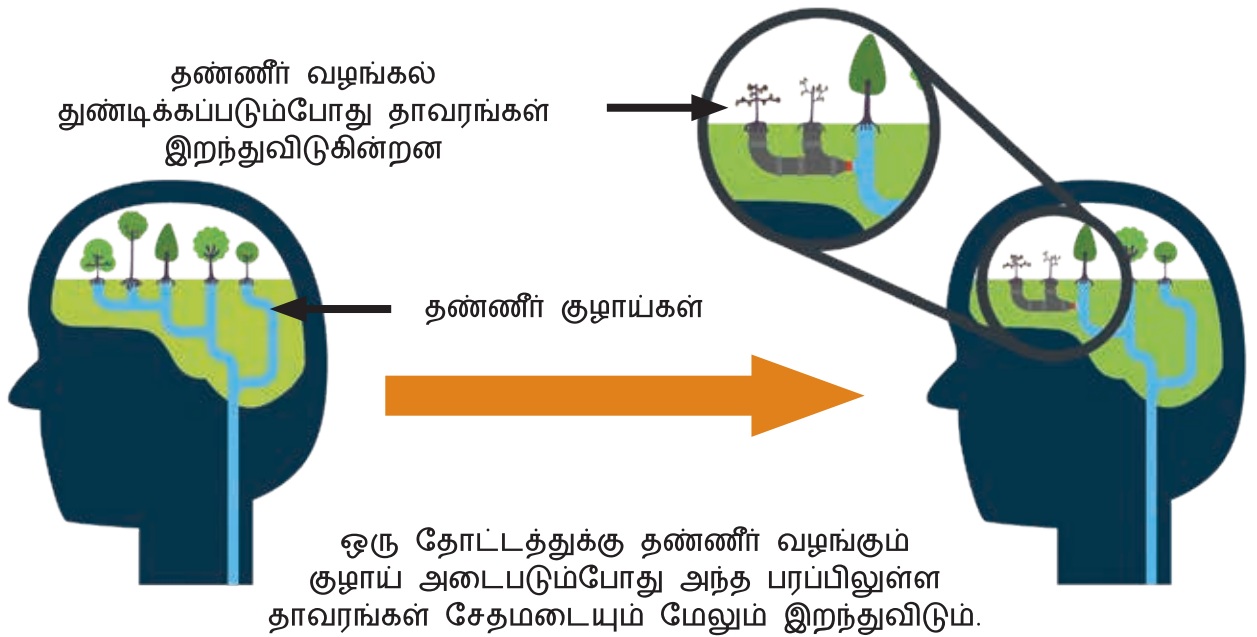 தண்ணீர் வழங்கல்
துண்டிக்கப்படும்போது தாவரங்கள்
இறந்துவிடுகின்றன
தண்ணீர் குழாய்கள்
ஒரு தோட்டத்துக்கு தண்ணீர் வழங்கும்
குழாய் அடைபடும்போது அந்த பரப்பிலுள்ள
தாவரங்கள் சேதமடையும் மேலும் இறந்துவிடும்.